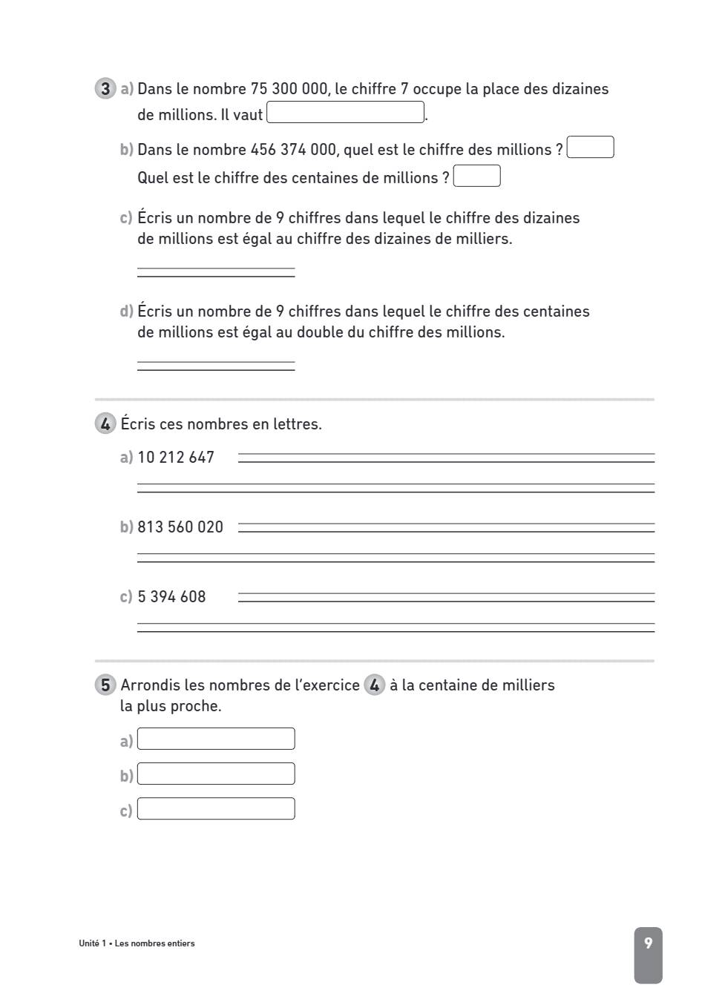 3 a) Dans le nombre 75 300 000, le chiffre 7 occupe la place des dizaines
de millions. Il vaut .
b) Dans le nombre 456 374 000, quel est le chiffre des millions ?
Quel est le chiffre des centaines de millions ?
c) Écris un nombre de 9 chiffres dans lequel le chiffre des dizaines
de millions est égal au chiffre des dizaines de milliers.
d) Écris un nombre de 9 chiffres dans lequel le chiffre des centaines
de millions est égal au double du chiffre des millions.
4 Écris ces nombres en lettres.
a) 10 212 647
b) 813 560 020
c) 5 394 608
5 Arrondis les nombres de l’exercice 4 à la centaine de milliers
la plus proche.
a)
b)
c)
Unité 1 • Les nombres entiers
9